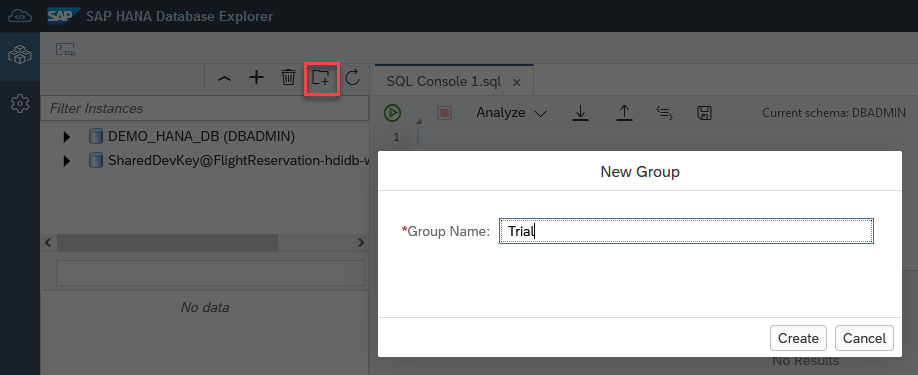 SAP SAP HANA Database Explorer
SQL
SQL Console 1.sql ×
Filter Instances
Analyze
Current schema: DBADMIN
DEMO_HANA_DB (DBADMIN)
1
SharedDevKey@FlightReservation-hdidb-w
New Group
*Group Name: Trial
No data
Create Cancel
No Results